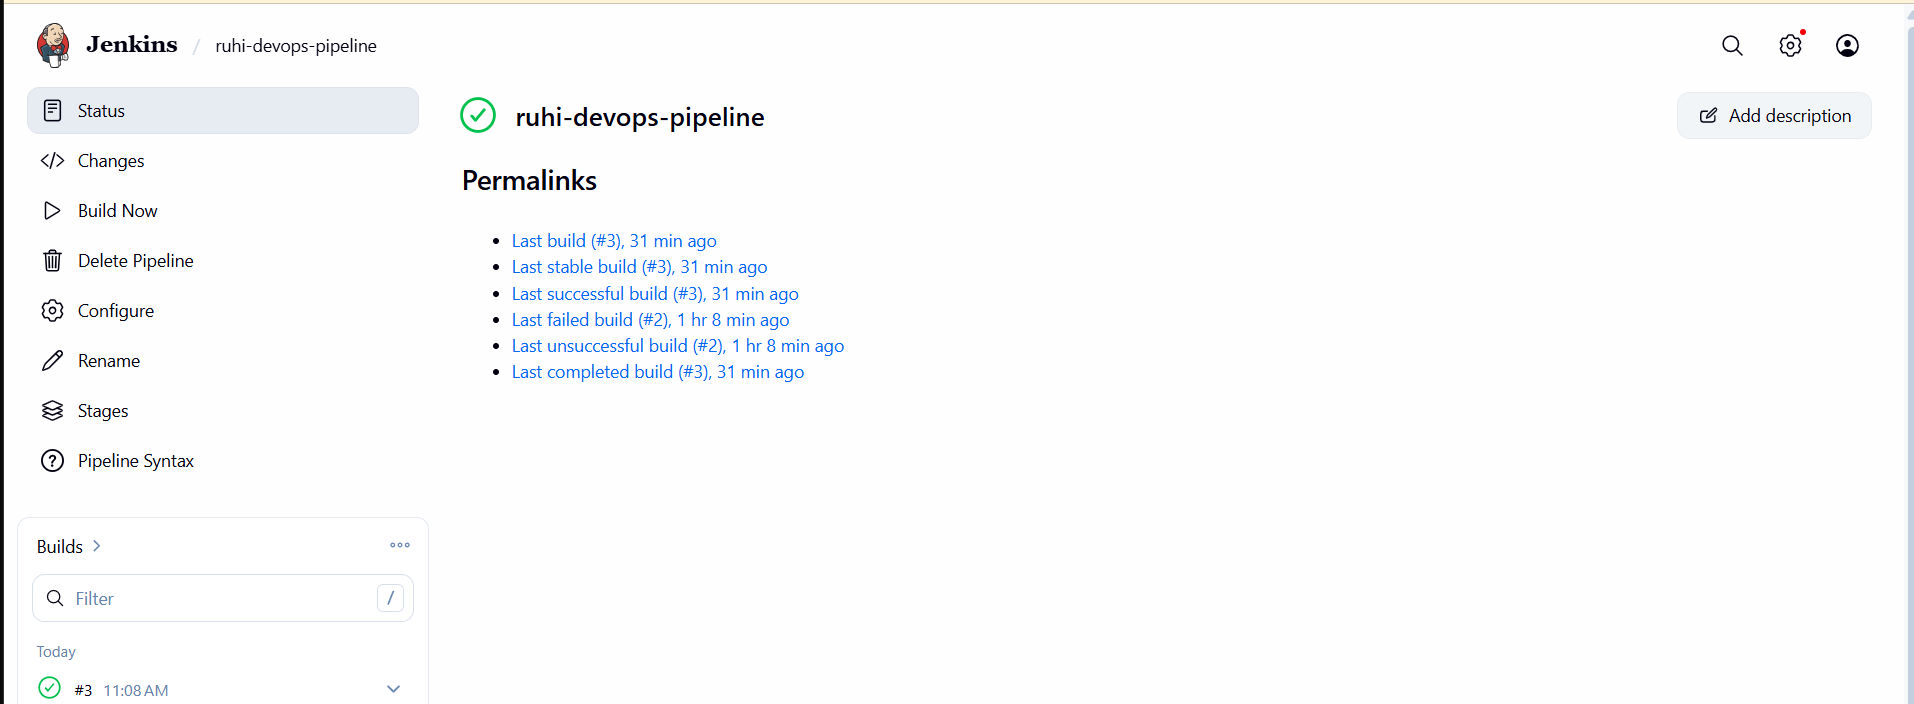 Jenkins / ruhi-devops-pipeline
Status
Changes
Build Now
Delete Pipeline
Configure
Rename
Stages
Pipeline Syntax
Builds
Filter /
Today
#3 11:08 AM
ruhi-devops-pipeline
Add description
Permalinks
Last build (#3), 31 min ago
Last stable build (#3), 31 min ago
Last successful build (#3), 31 min ago
Last failed build (#2), 1 hr 8 min ago
Last unsuccessful build (#2), 1 hr 8 min ago
Last completed build (#3), 31 min ago